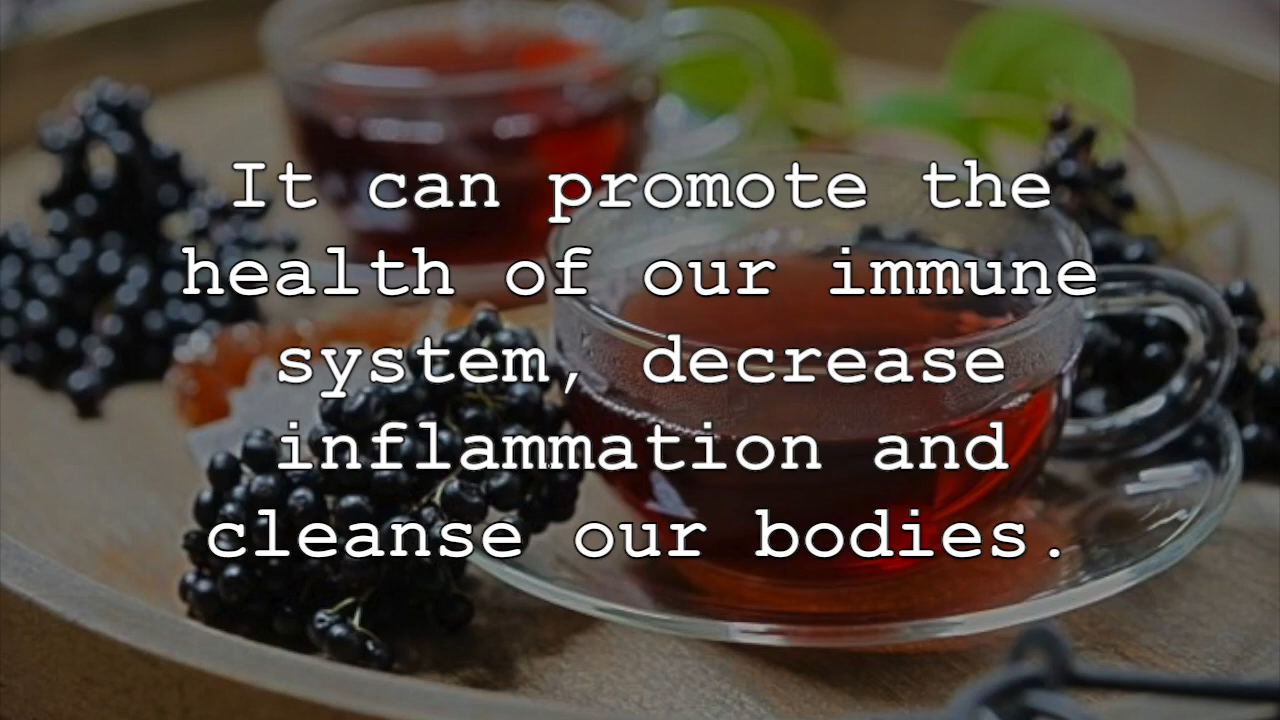 It can promote the
health of our immune
system, decrease
inflammation and
cleanse our bodies.